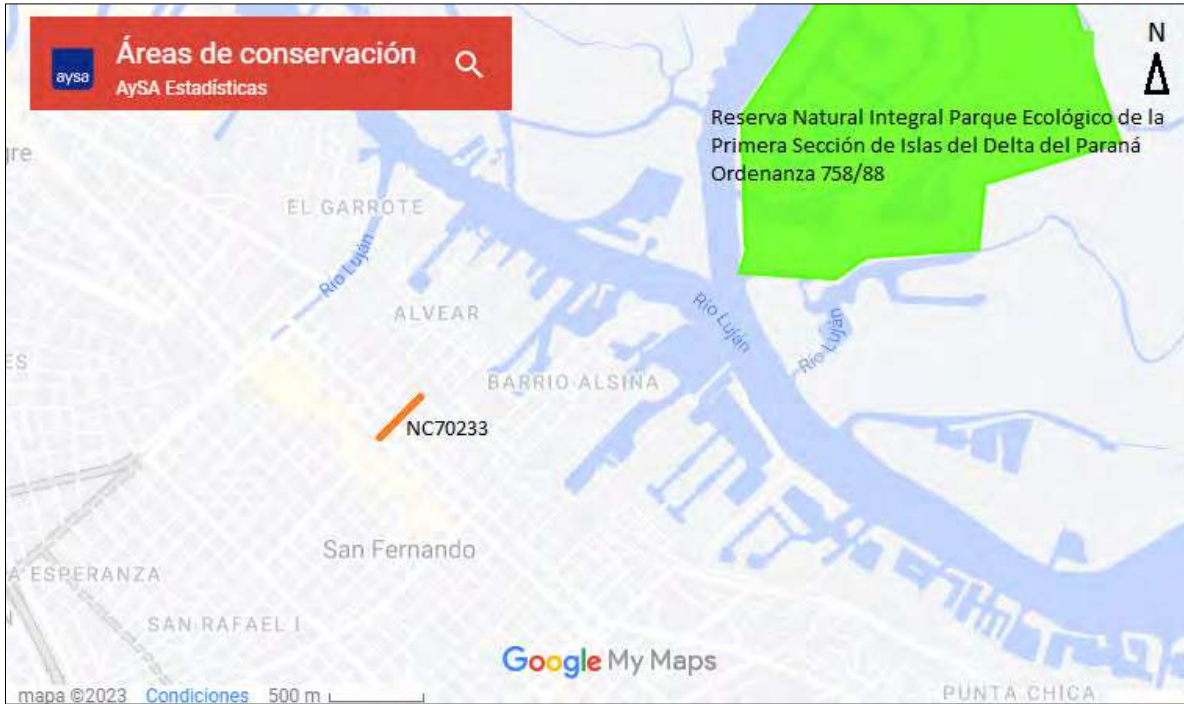 Áreas de conservación
aysa
AySA Estadísticas
N
Reserva Natural Integral Parque Ecológico de la
Primera Sección de Islas del Delta del Paraná
Ordenanza 758/88
EL GARROTE
Río Luján
ALVEAR
Río Luján
Río Luján
BARRIO ALSINA
NC70233
San Fernando
ESPERANZA
SAN RAFAEL I
Google My Maps
mapa ©2023 Condiciones 500 m
PUNTA CHICA